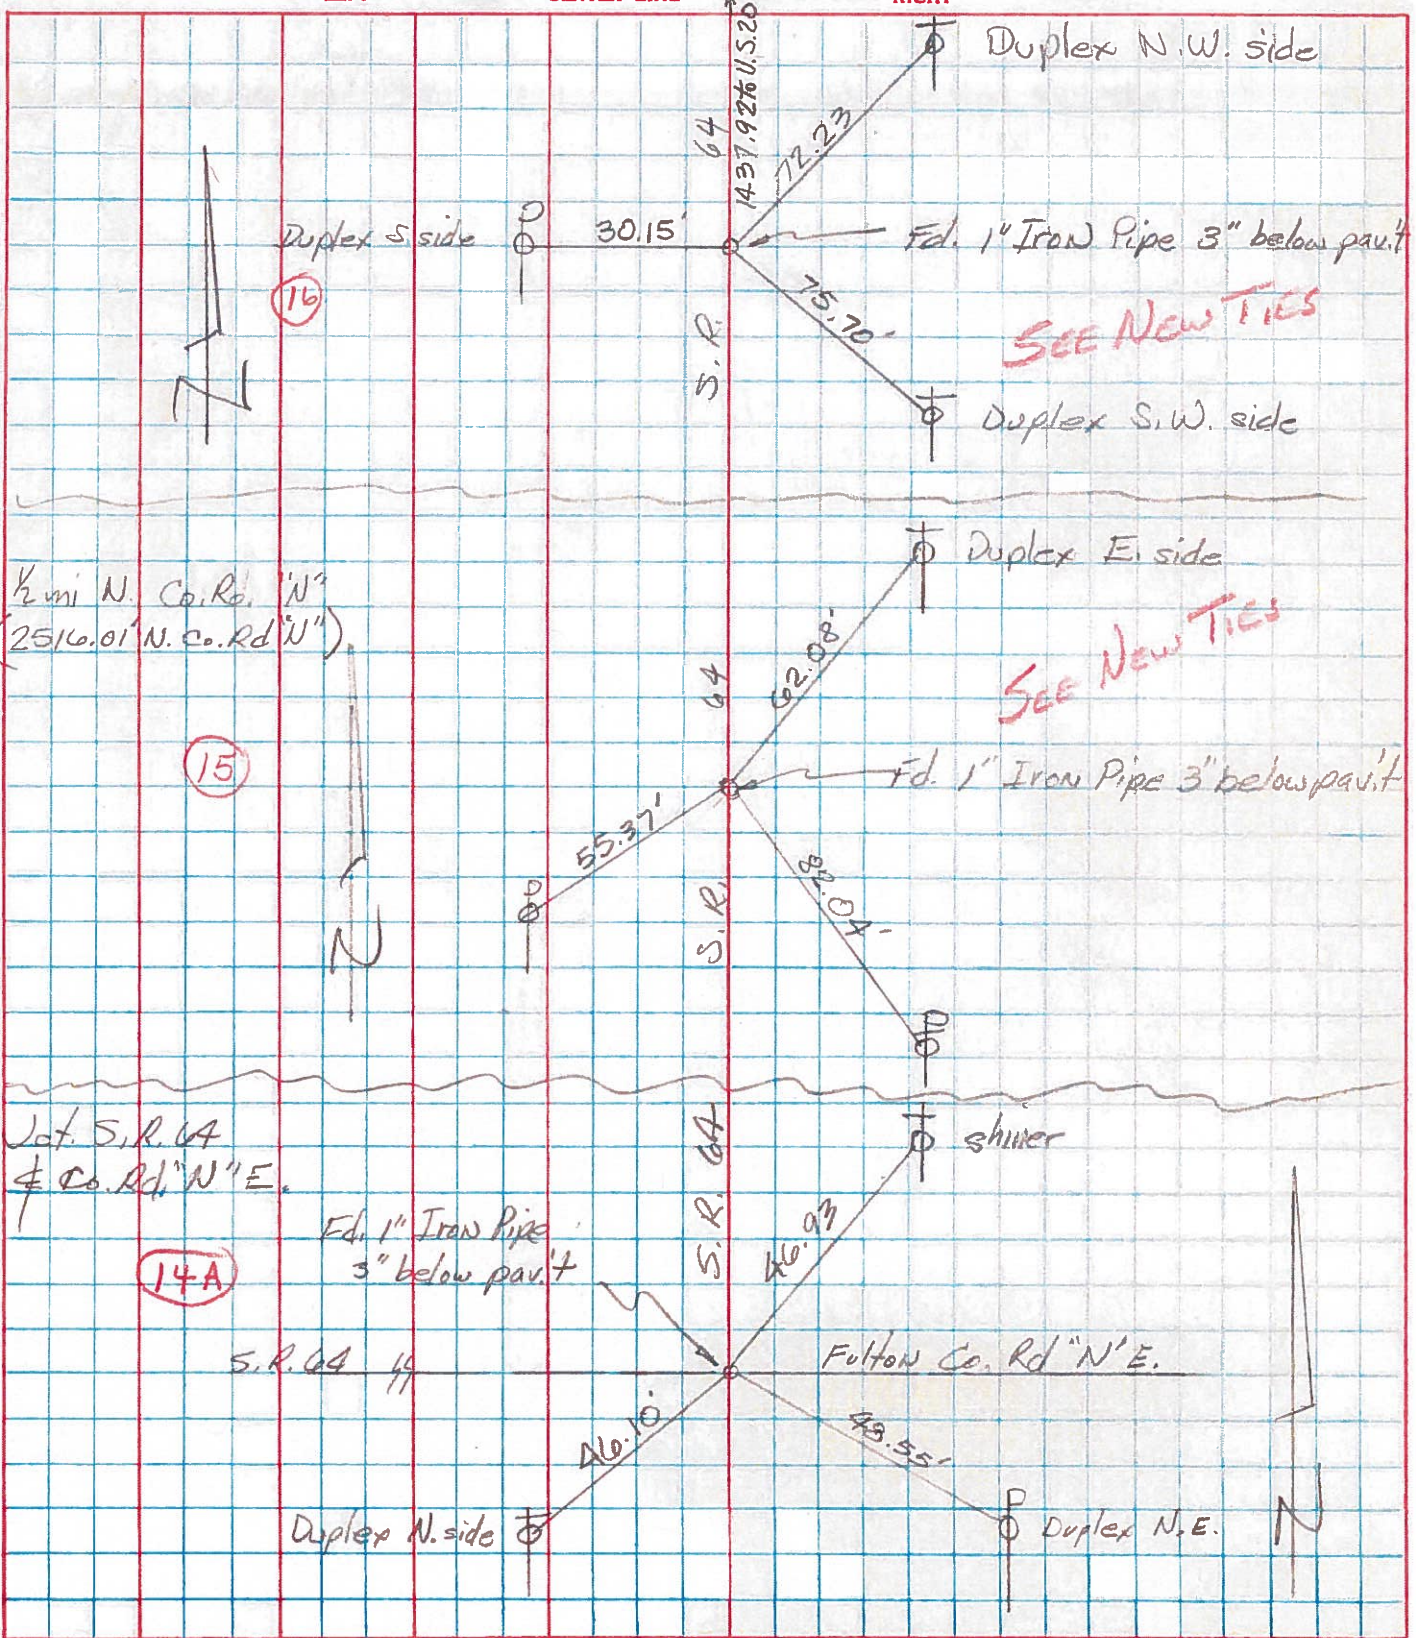 1437.92 to U.S.20
Duplex N.W. side
64
72.23
Duplex S. side
30.15'
Fd. 1" Iron Pipe 3" below pav.'t
16
75.70'
SEE NEW TIES
S. R.
N
Duplex S.W. side
Duplex E. side
1/2 mi N. Co. Rd. "N"
(2516.01' N. Co. Rd "N")
62.08'
SEE NEW TIES
64
15
Fd. 1" Iron Pipe 3" below pav.'t
55.37'
82.04'
S. R.
N
Jct. S.R. 64
& Co. Rd. "N" E.
shiner
S. R. 64
Fd. 1" Iron Pipe
3" below pav.'t
46.93
14A
S.R. 64
Fulton Co. Rd "N" E.
46.10'
48.55'
Duplex N. side
Duplex N.E.
N